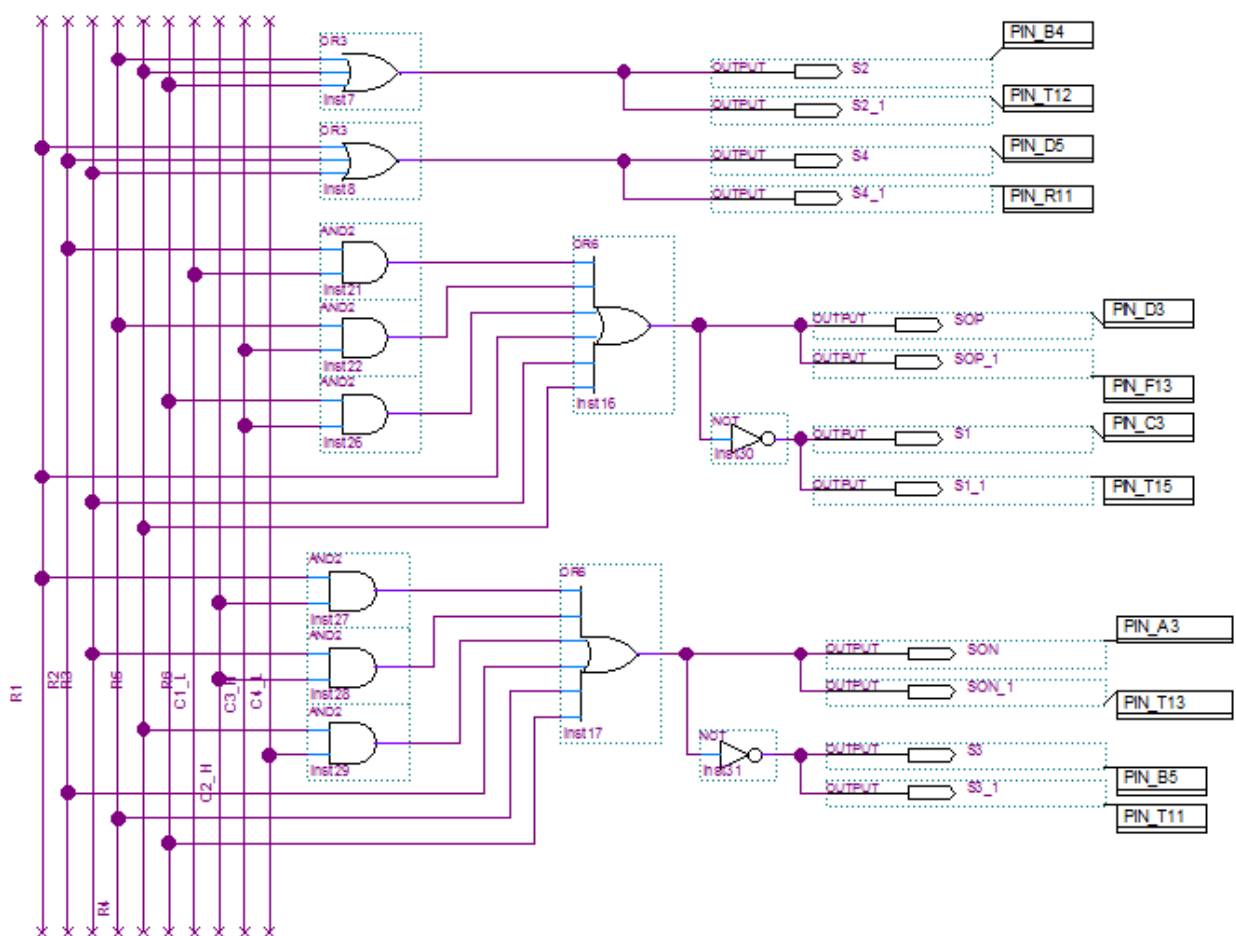 OR3
inst7
OUTPUT S2
PIN_B4
OUTPUT S2_1
PIN_T12
OR3
inst8
OUTPUT S4
PIN_D5
OUTPUT S4_1
PIN_R11
AND2
inst21
AND2
inst22
AND2
inst26
OR6
inst16
OUTPUT SOP
PIN_D3
OUTPUT SOP_1
PIN_F13
NOT
inst30
OUTPUT S1
PIN_C3
OUTPUT S1_1
PIN_T15
AND2
inst27
AND2
inst28
AND2
inst29
OR6
inst17
OUTPUT SON
PIN_A3
OUTPUT SON_1
PIN_T13
NOT
inst31
OUTPUT S3
PIN_B5
OUTPUT S3_1
PIN_T11
R1
R2
R3
R4
R5
R6
C1_L
C2_H
C3_H
C4_L